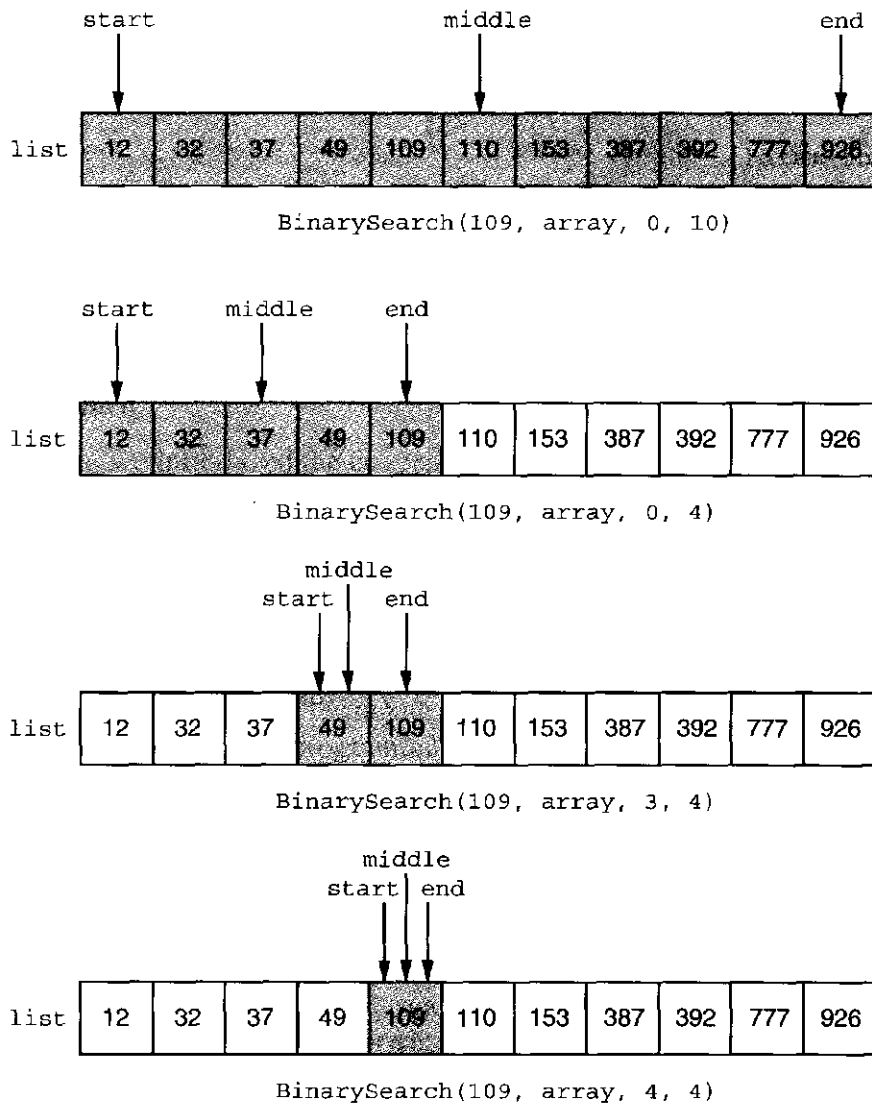 start middle end
list 12 32 37 49 109 110 153 387 392 777 926
BinarySearch(109, array, 0, 10)
start middle end
list 12 32 37 49 109 110 153 387 392 777 926
BinarySearch(109, array, 0, 4)
middle
start end
list 12 32 37 49 109 110 153 387 392 777 926
BinarySearch(109, array, 3, 4)
middle
start end
list 12 32 37 49 109 110 153 387 392 777 926
BinarySearch(109, array, 4, 4)